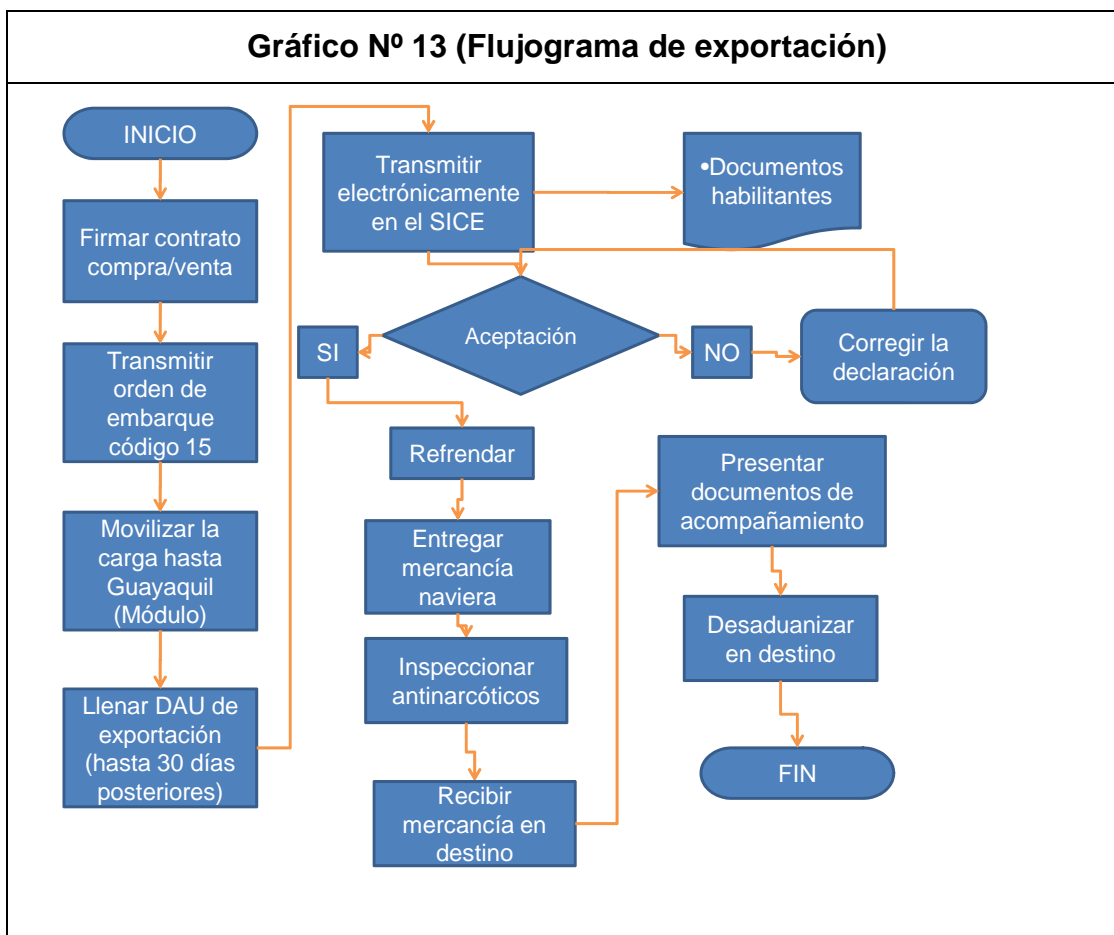 Gráfico Nº 13 (Flujograma de exportación)
INICIO
Firmar contrato
compra/venta
Transmitir
orden de
embarque
código 15
Movilizar la
carga hasta
Guayaquil
(Módulo)
Llenar DAU de
exportación
(hasta 30 días
posteriores)
Transmitir
electrónicamente
en el SICE
•Documentos
habilitantes
Aceptación
SI
NO
Corregir la
declaración
Refrendar
Entregar
mercancía
naviera
Inspeccionar
antinarcóticos
Recibir
mercancía en
destino
Presentar
documentos de
acompañamiento
Desaduanizar
en destino
FIN